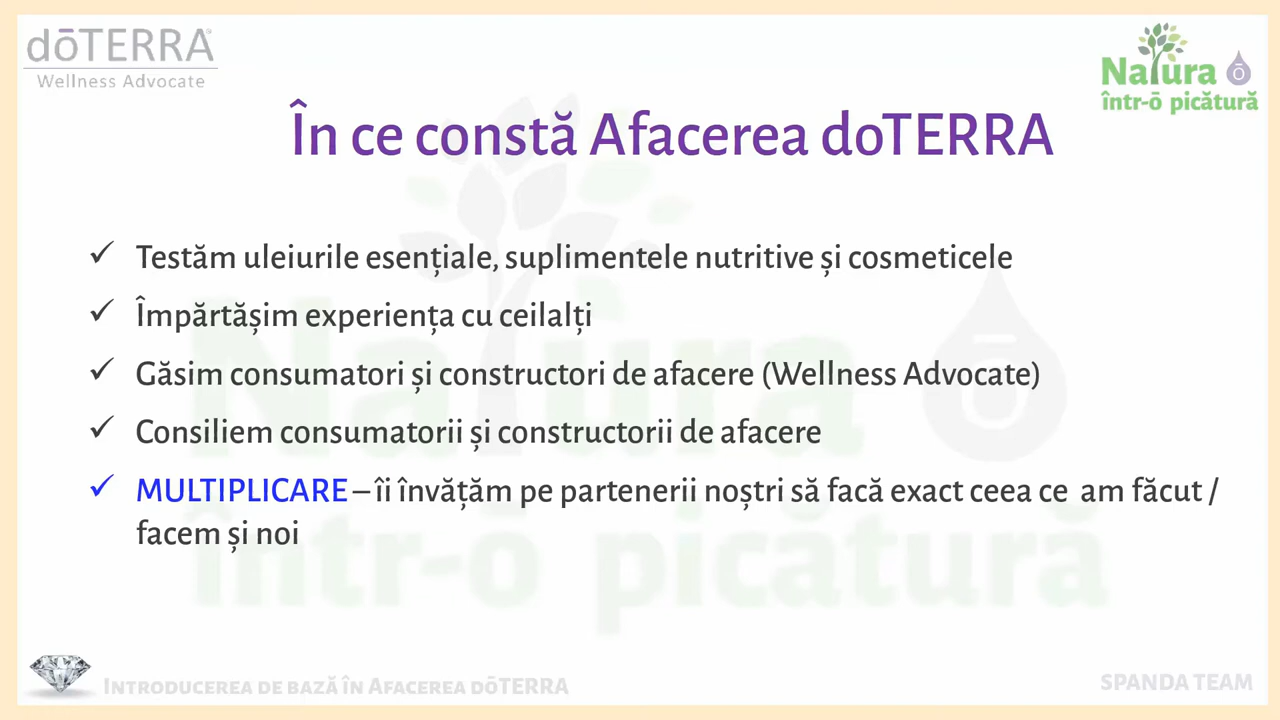 dōTERRA
Wellness Advocate
Natura ō
într-ō picătură
În ce constă Afacerea doTERRA
✓ Testăm uleiurile esențiale, suplimentele nutritive și cosmeticele
✓ Împărtășim experiența cu ceilalți
✓ Găsim consumatori și constructori de afacere (Wellness Advocate)
✓ Consiliem consumatorii și constructorii de afacere
✓ MULTIPLICARE – îi învățăm pe partenerii noștri să facă exact ceea ce am făcut /
facem și noi
Natura ō
într-o picătură
Introducerea de bază în Afacerea dōTERRA
SPANDA TEAM